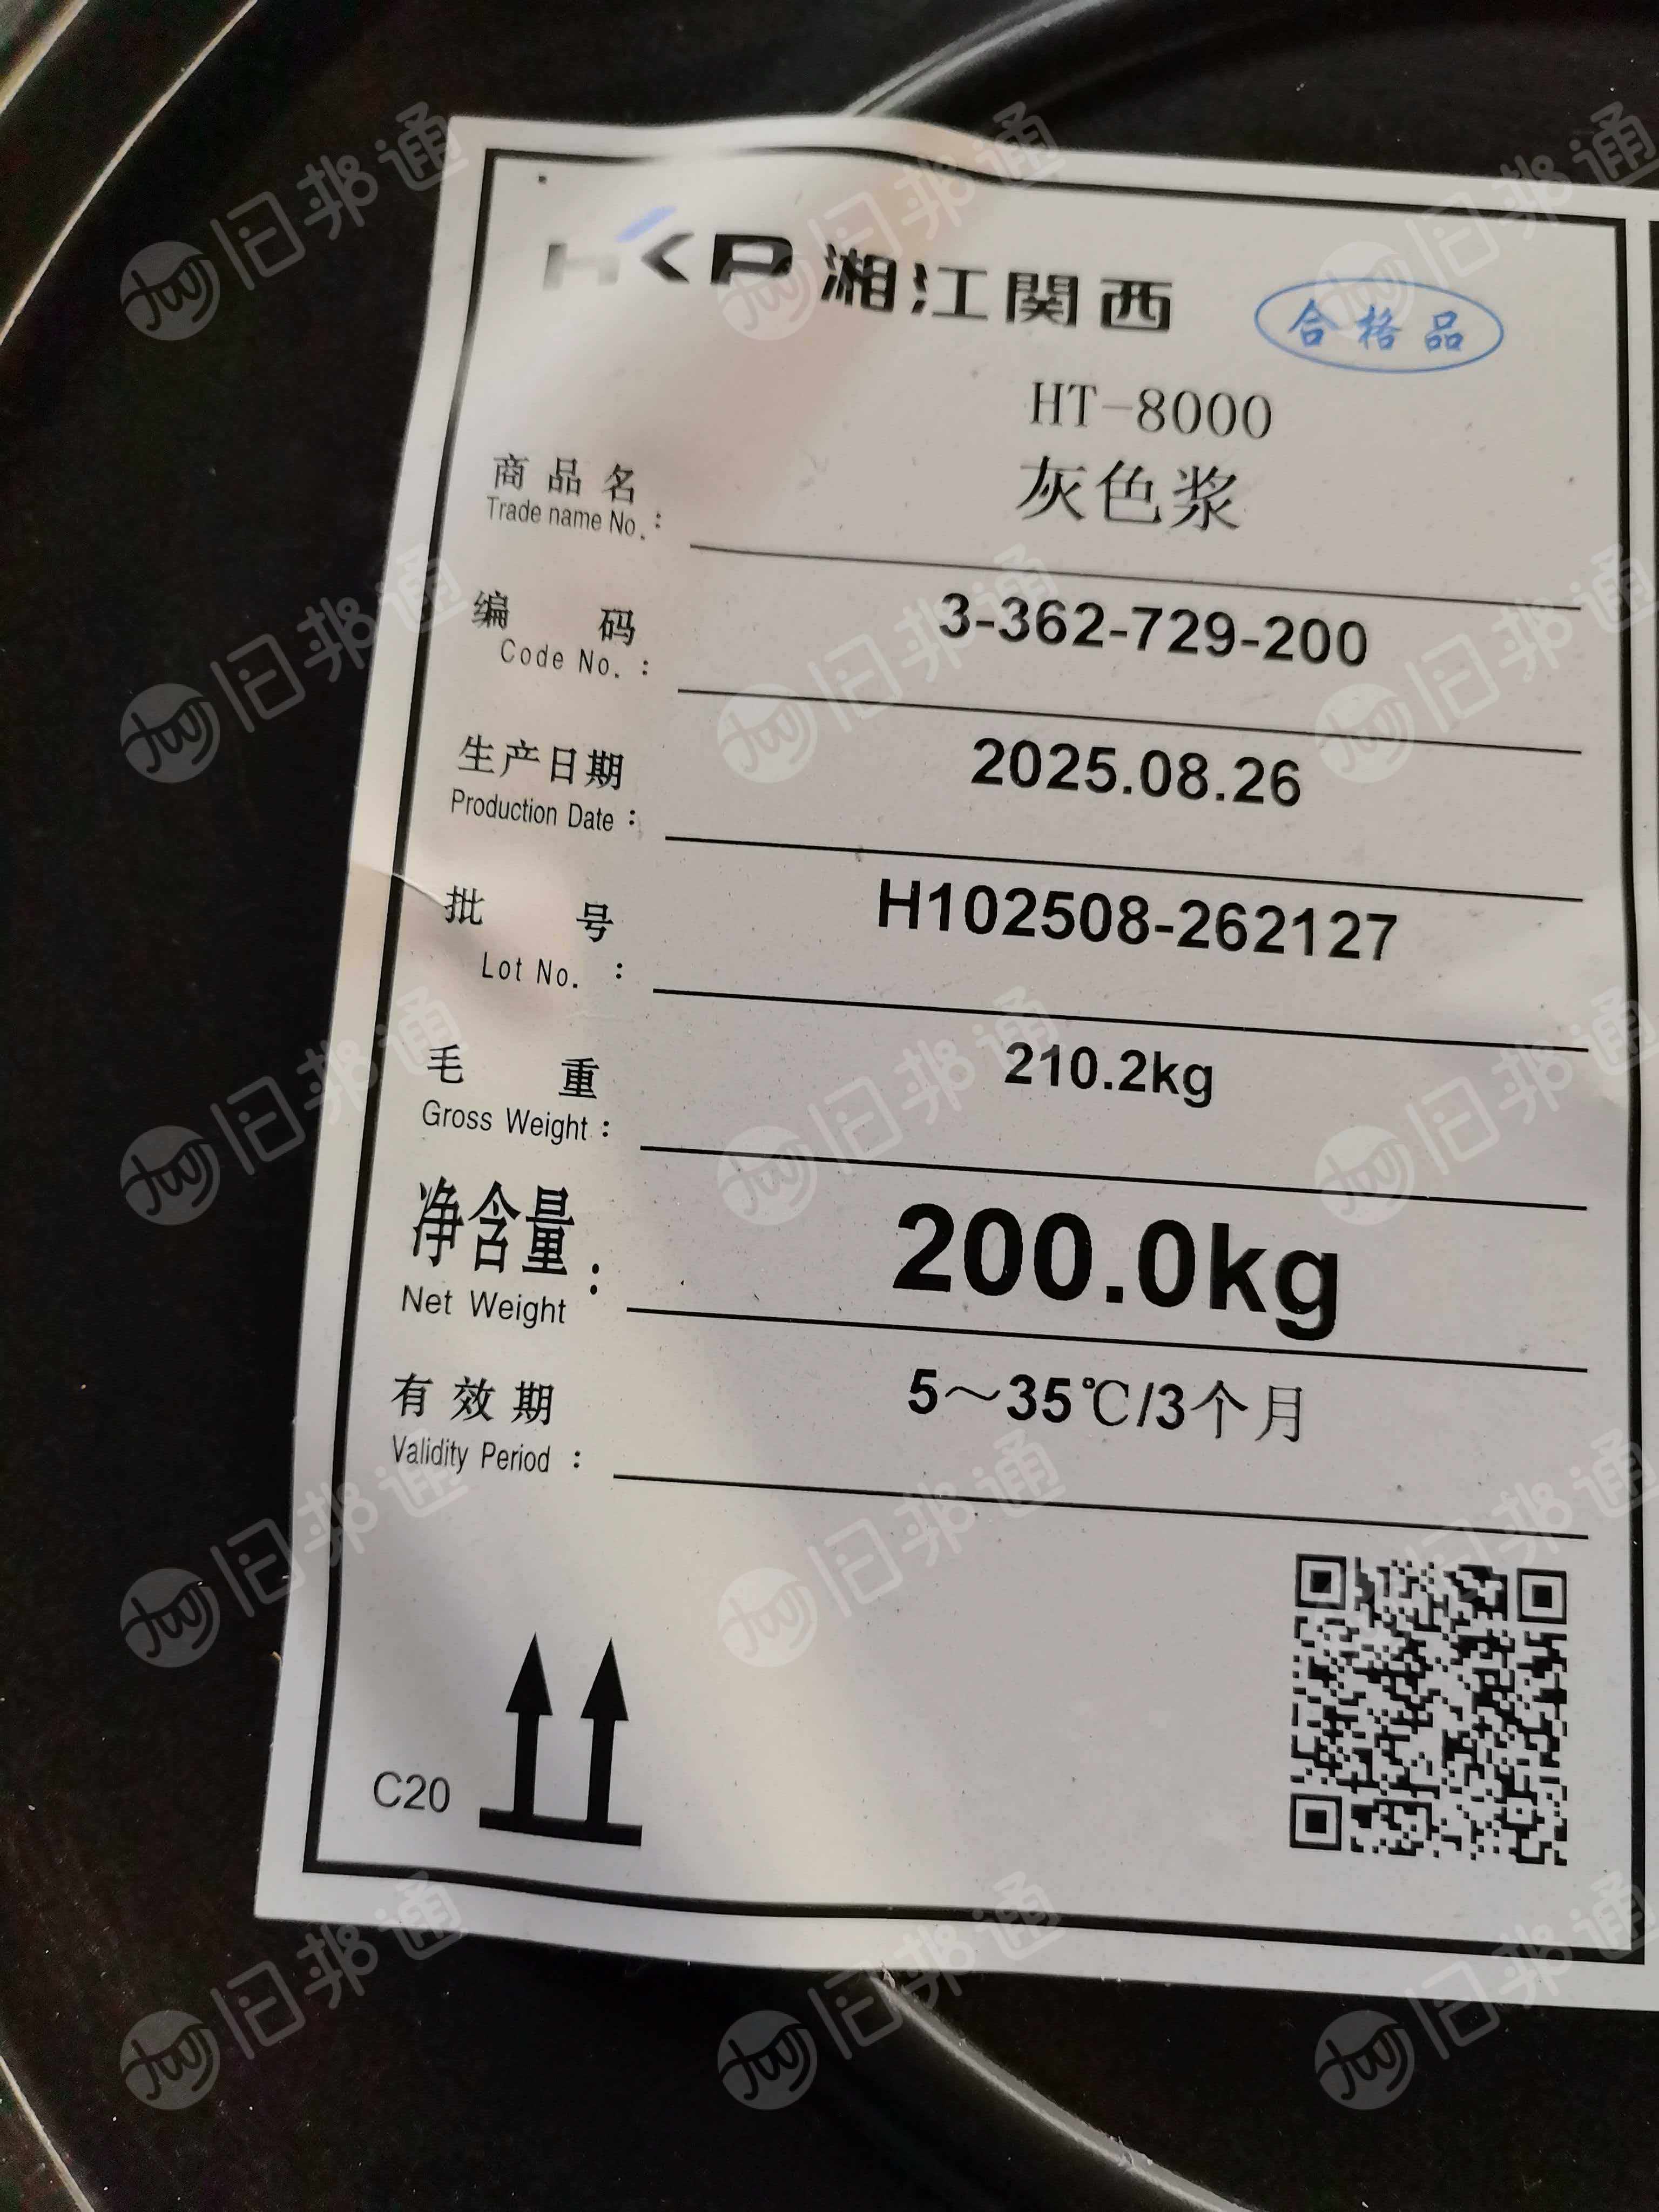 HKP 湘江関西
合格品
HT-8000
商品名 灰色浆
Trade name No.:
编码 3-362-729-200
Code No.:
生产日期 2025.08.26
Production Date:
批号 H102508-262127
Lot No. :
毛重 210.2kg
Gross Weight:
净含量: 200.0kg
Net Weight
有效期 5～35℃/3个月
Validity Period :
C20
旧邦通